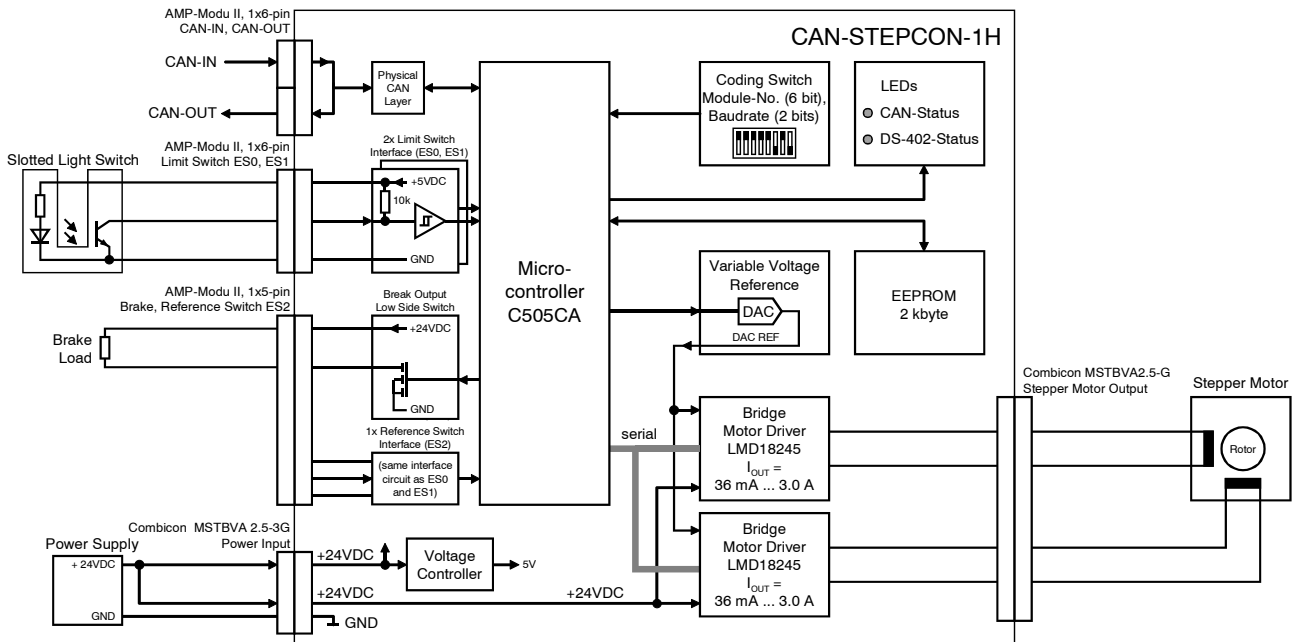 AMP-Modu II, 1x6-pin
CAN-IN, CAN-OUT
CAN-STEPCON-1H
CAN-IN
CAN-OUT
Physical
CAN
Layer
Coding Switch
Module-No. (6 bit),
Baudrate (2 bits)
LEDs
CAN-Status
DS-402-Status
AMP-Modu II, 1x6-pin
Limit Switch ES0, ES1
Slotted Light Switch
2x Limit Switch
Interface (ES0, ES1)
+5VDC
10k
GND
Micro-
controller
C505CA
Variable Voltage
Reference
DAC
DAC REF
EEPROM
2 kbyte
AMP-Modu II, 1x5-pin
Brake, Reference Switch ES2
Break Output
Low Side Switch
+24VDC
GND
Brake
Load
1x Reference Switch
Interface (ES2)
(same interface
circuit as ES0
and ES1)
serial
Bridge
Motor Driver
LMD18245
IOUT =
36 mA ... 3.0 A
Bridge
Motor Driver
LMD18245
IOUT =
36 mA ... 3.0 A
Combicon MSTBVA2.5-G
Stepper Motor Output
Stepper Motor
Rotor
Combicon MSTBVA 2.5-3G
Power Input
Power Supply
+ 24VDC
GND
+24VDC
Voltage
Controller
5V
+24VDC
+24VDC
GND